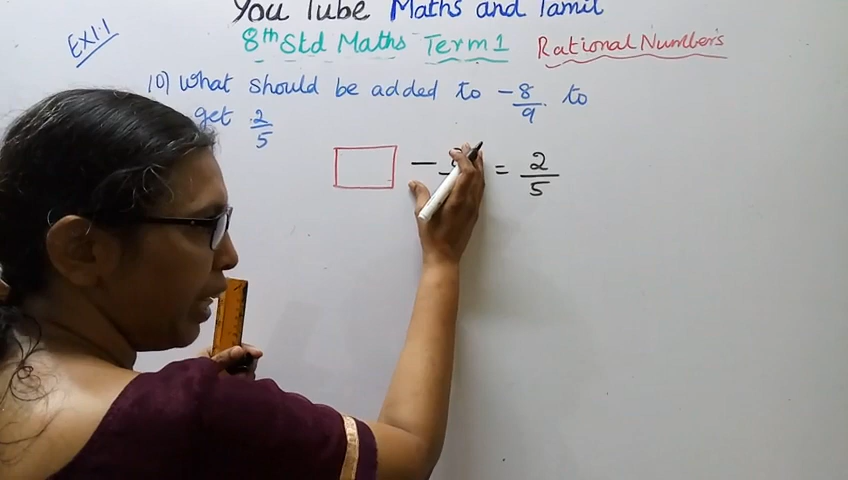 You Tube Maths and Tamil
EX1.1
8th Std Maths Term 1 Rational Numbers
10) What should be added to -8/9 to
get 2/5
- = 2/5